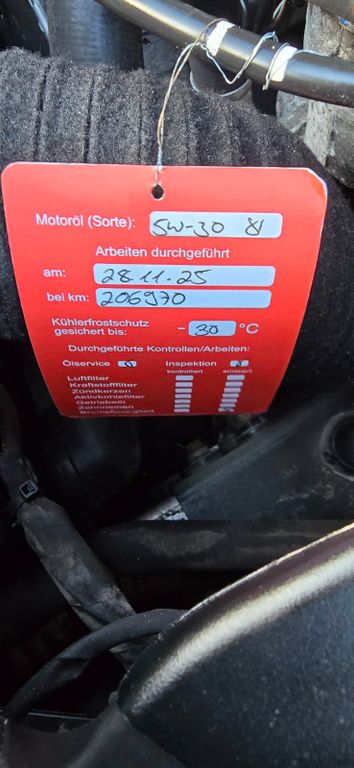 Motoröl (Sorte): 5W-30
Arbeiten durchgeführt
am: 28.11.25
bei km: 206970
Kühlerfrostschutz
gesichert bis: - 30 °C
Durchgeführte Kontrollen/Arbeiten:
Ölservice Inspektion
kontrolliert erneuert
Luftfilter
Kraftstofffilter
Zündkerzen
Aktivkohlefilter
Getriebeöl
Zahnriemen
Bremsflüssigkeit